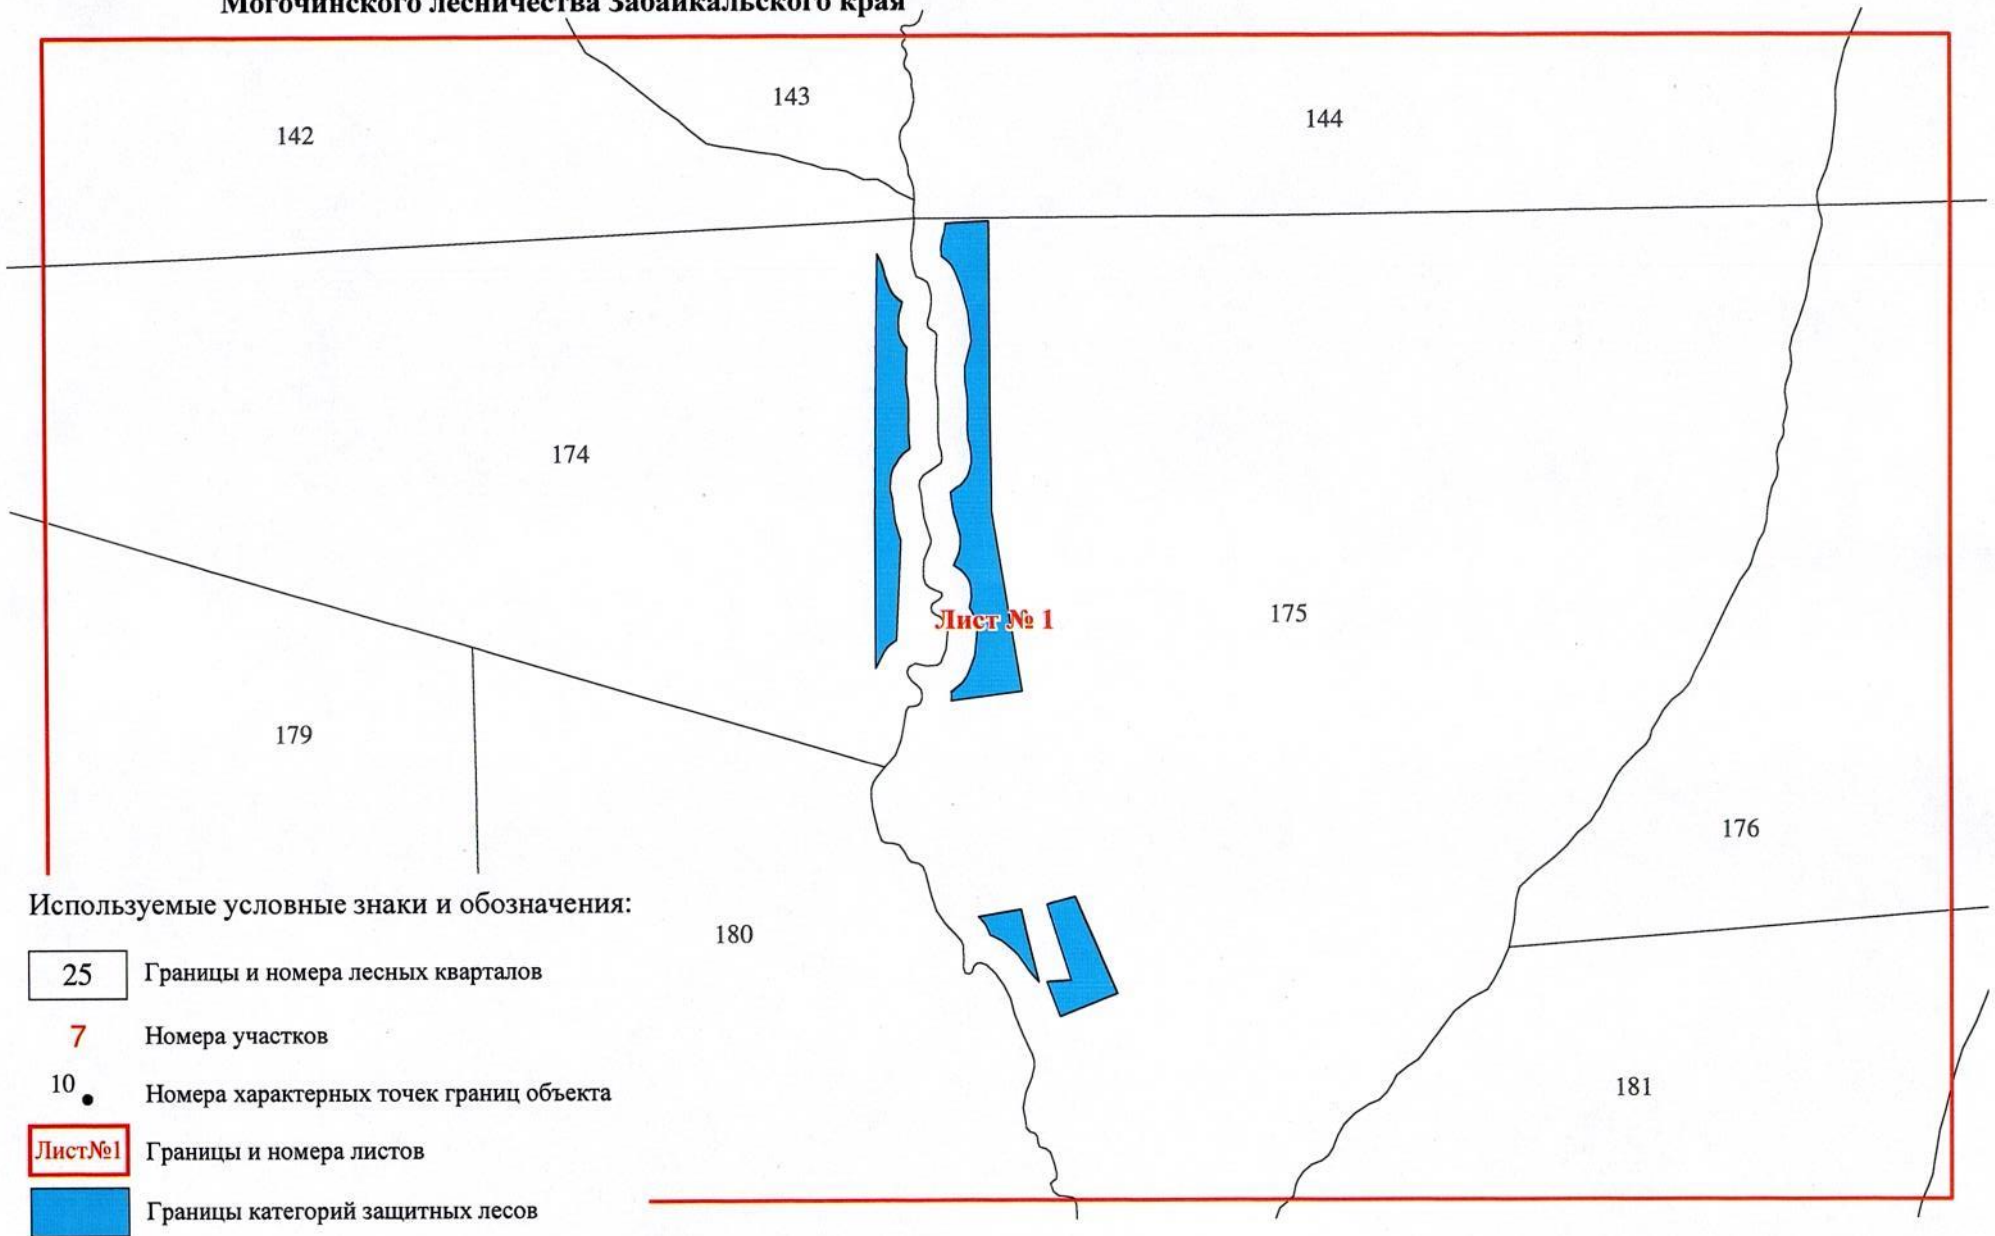 Могочинского лесничества Забайкальского края
143
144
142
174
175
Лист № 1
179
176
180
181
Используемые условные знаки и обозначения:
25 Границы и номера лесных кварталов
7 Номера участков
10 Номера характерных точек границ объекта
Лист№1 Границы и номера листов
Границы категорий защитных лесов